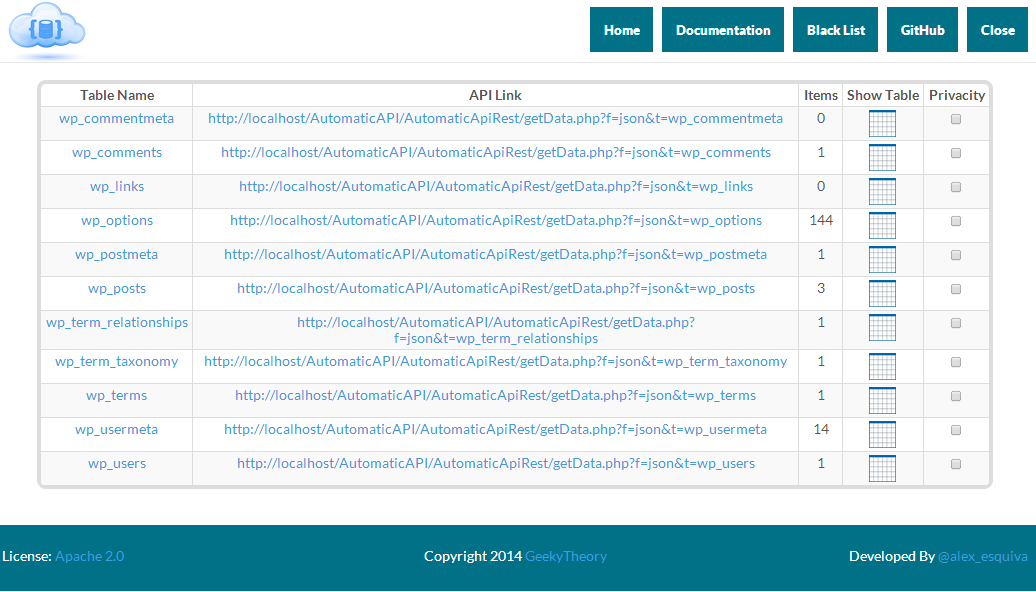 { }
Home Documentation Black List GitHub Close
Table Name API Link Items Show Table Privacity
wp_commentmeta http://localhost/AutomaticAPI/AutomaticApiRest/getData.php?f=json&t=wp_commentmeta 0
wp_comments http://localhost/AutomaticAPI/AutomaticApiRest/getData.php?f=json&t=wp_comments 1
wp_links http://localhost/AutomaticAPI/AutomaticApiRest/getData.php?f=json&t=wp_links 0
wp_options http://localhost/AutomaticAPI/AutomaticApiRest/getData.php?f=json&t=wp_options 144
wp_postmeta http://localhost/AutomaticAPI/AutomaticApiRest/getData.php?f=json&t=wp_postmeta 1
wp_posts http://localhost/AutomaticAPI/AutomaticApiRest/getData.php?f=json&t=wp_posts 3
wp_term_relationships http://localhost/AutomaticAPI/AutomaticApiRest/getData.php? 1
f=json&t=wp_term_relationships
wp_term_taxonomy http://localhost/AutomaticAPI/AutomaticApiRest/getData.php?f=json&t=wp_term_taxonomy 1
wp_terms http://localhost/AutomaticAPI/AutomaticApiRest/getData.php?f=json&t=wp_terms 1
wp_usermeta http://localhost/AutomaticAPI/AutomaticApiRest/getData.php?f=json&t=wp_usermeta 14
wp_users http://localhost/AutomaticAPI/AutomaticApiRest/getData.php?f=json&t=wp_users 1
License: Apache 2.0 Copyright 2014 GeekyTheory Developed By @alex_esquiva